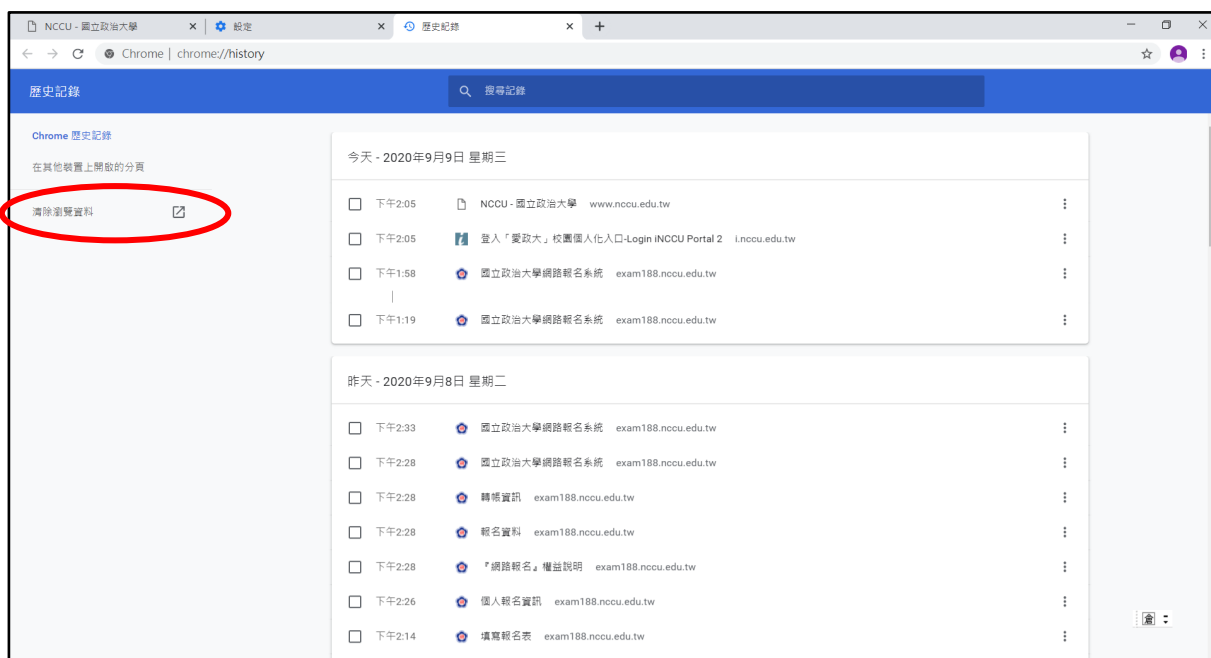 NCCU - 國立政治大學
設定
歷史記錄
Chrome | chrome://history
歷史記錄
搜尋記錄
Chrome 歷史記錄
在其他裝置上開啟的分頁
清除瀏覽資料
今天 - 2020年9月9日 星期三
下午2:05 NCCU - 國立政治大學 www.nccu.edu.tw
下午2:05 登入「愛政大」校園個人化入口-Login iNCCU Portal 2 i.nccu.edu.tw
下午1:58 國立政治大學網路報名系統 exam188.nccu.edu.tw
下午1:19 國立政治大學網路報名系統 exam188.nccu.edu.tw
昨天 - 2020年9月8日 星期二
下午2:33 國立政治大學網路報名系統 exam188.nccu.edu.tw
下午2:28 國立政治大學網路報名系統 exam188.nccu.edu.tw
下午2:28 轉帳資訊 exam188.nccu.edu.tw
下午2:28 報名資料 exam188.nccu.edu.tw
下午2:28 『網路報名』權益說明 exam188.nccu.edu.tw
下午2:26 個人報名資訊 exam188.nccu.edu.tw
下午2:14 填寫報名表 exam188.nccu.edu.tw
倉